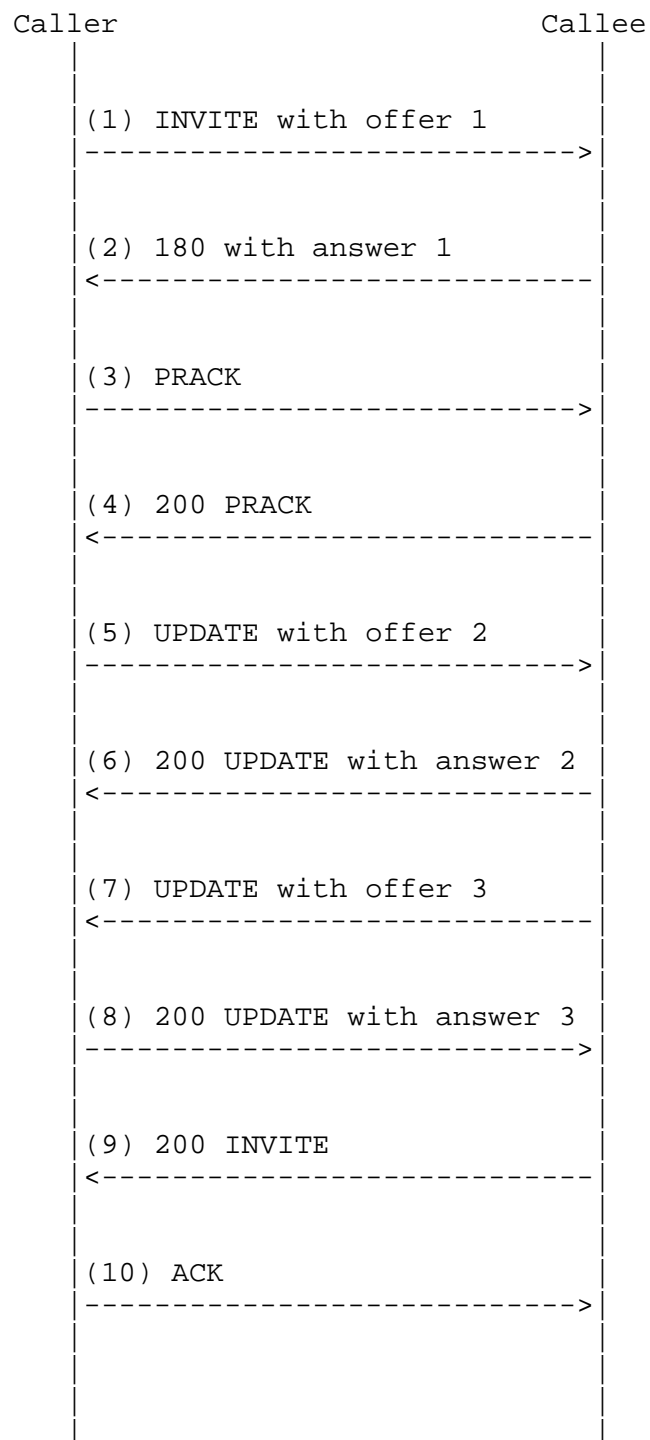 Caller Callee
(1) INVITE with offer 1
(2) 180 with answer 1
(3) PRACK
(4) 200 PRACK
(5) UPDATE with offer 2
(6) 200 UPDATE with answer 2
(7) UPDATE with offer 3
(8) 200 UPDATE with answer 3
(9) 200 INVITE
(10) ACK